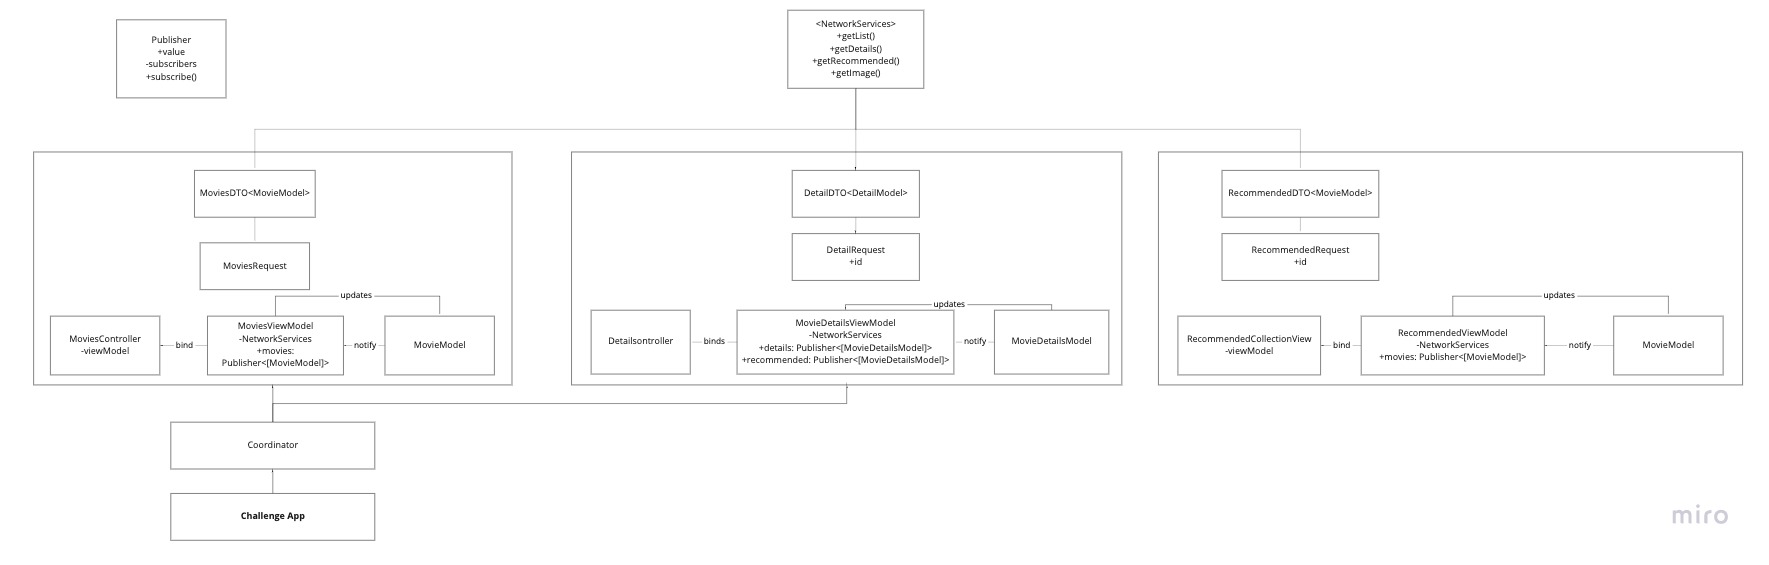 Publisher
+value
-subscribers
+subscribe()
<NetworkServices>
+getList()
+getDetails()
+getRecommended()
+getImage()
MoviesDTO<MovieModel>
MoviesRequest
updates
MoviesController
-viewModel
bind
MoviesViewModel
-NetworkServices
+movies:
Publisher<[MovieModel]>
notify
MovieModel
DetailDTO<DetailModel>
DetailRequest
+id
updates
Detailsontroller
binds
MovieDetailsViewModel
-NetworkServices
+details: Publisher<[MovieDetailsModel]>
+recommended: Publisher<[MovieDetailsModel]>
notify
MovieDetailsModel
RecommendedDTO<MovieModel>
RecommendedRequest
+id
updates
RecommendedCollectionView
-viewModel
bind
RecommendedViewModel
-NetworkServices
+movies: Publisher<[MovieModel]>
notify
MovieModel
Coordinator
Challenge App
miro